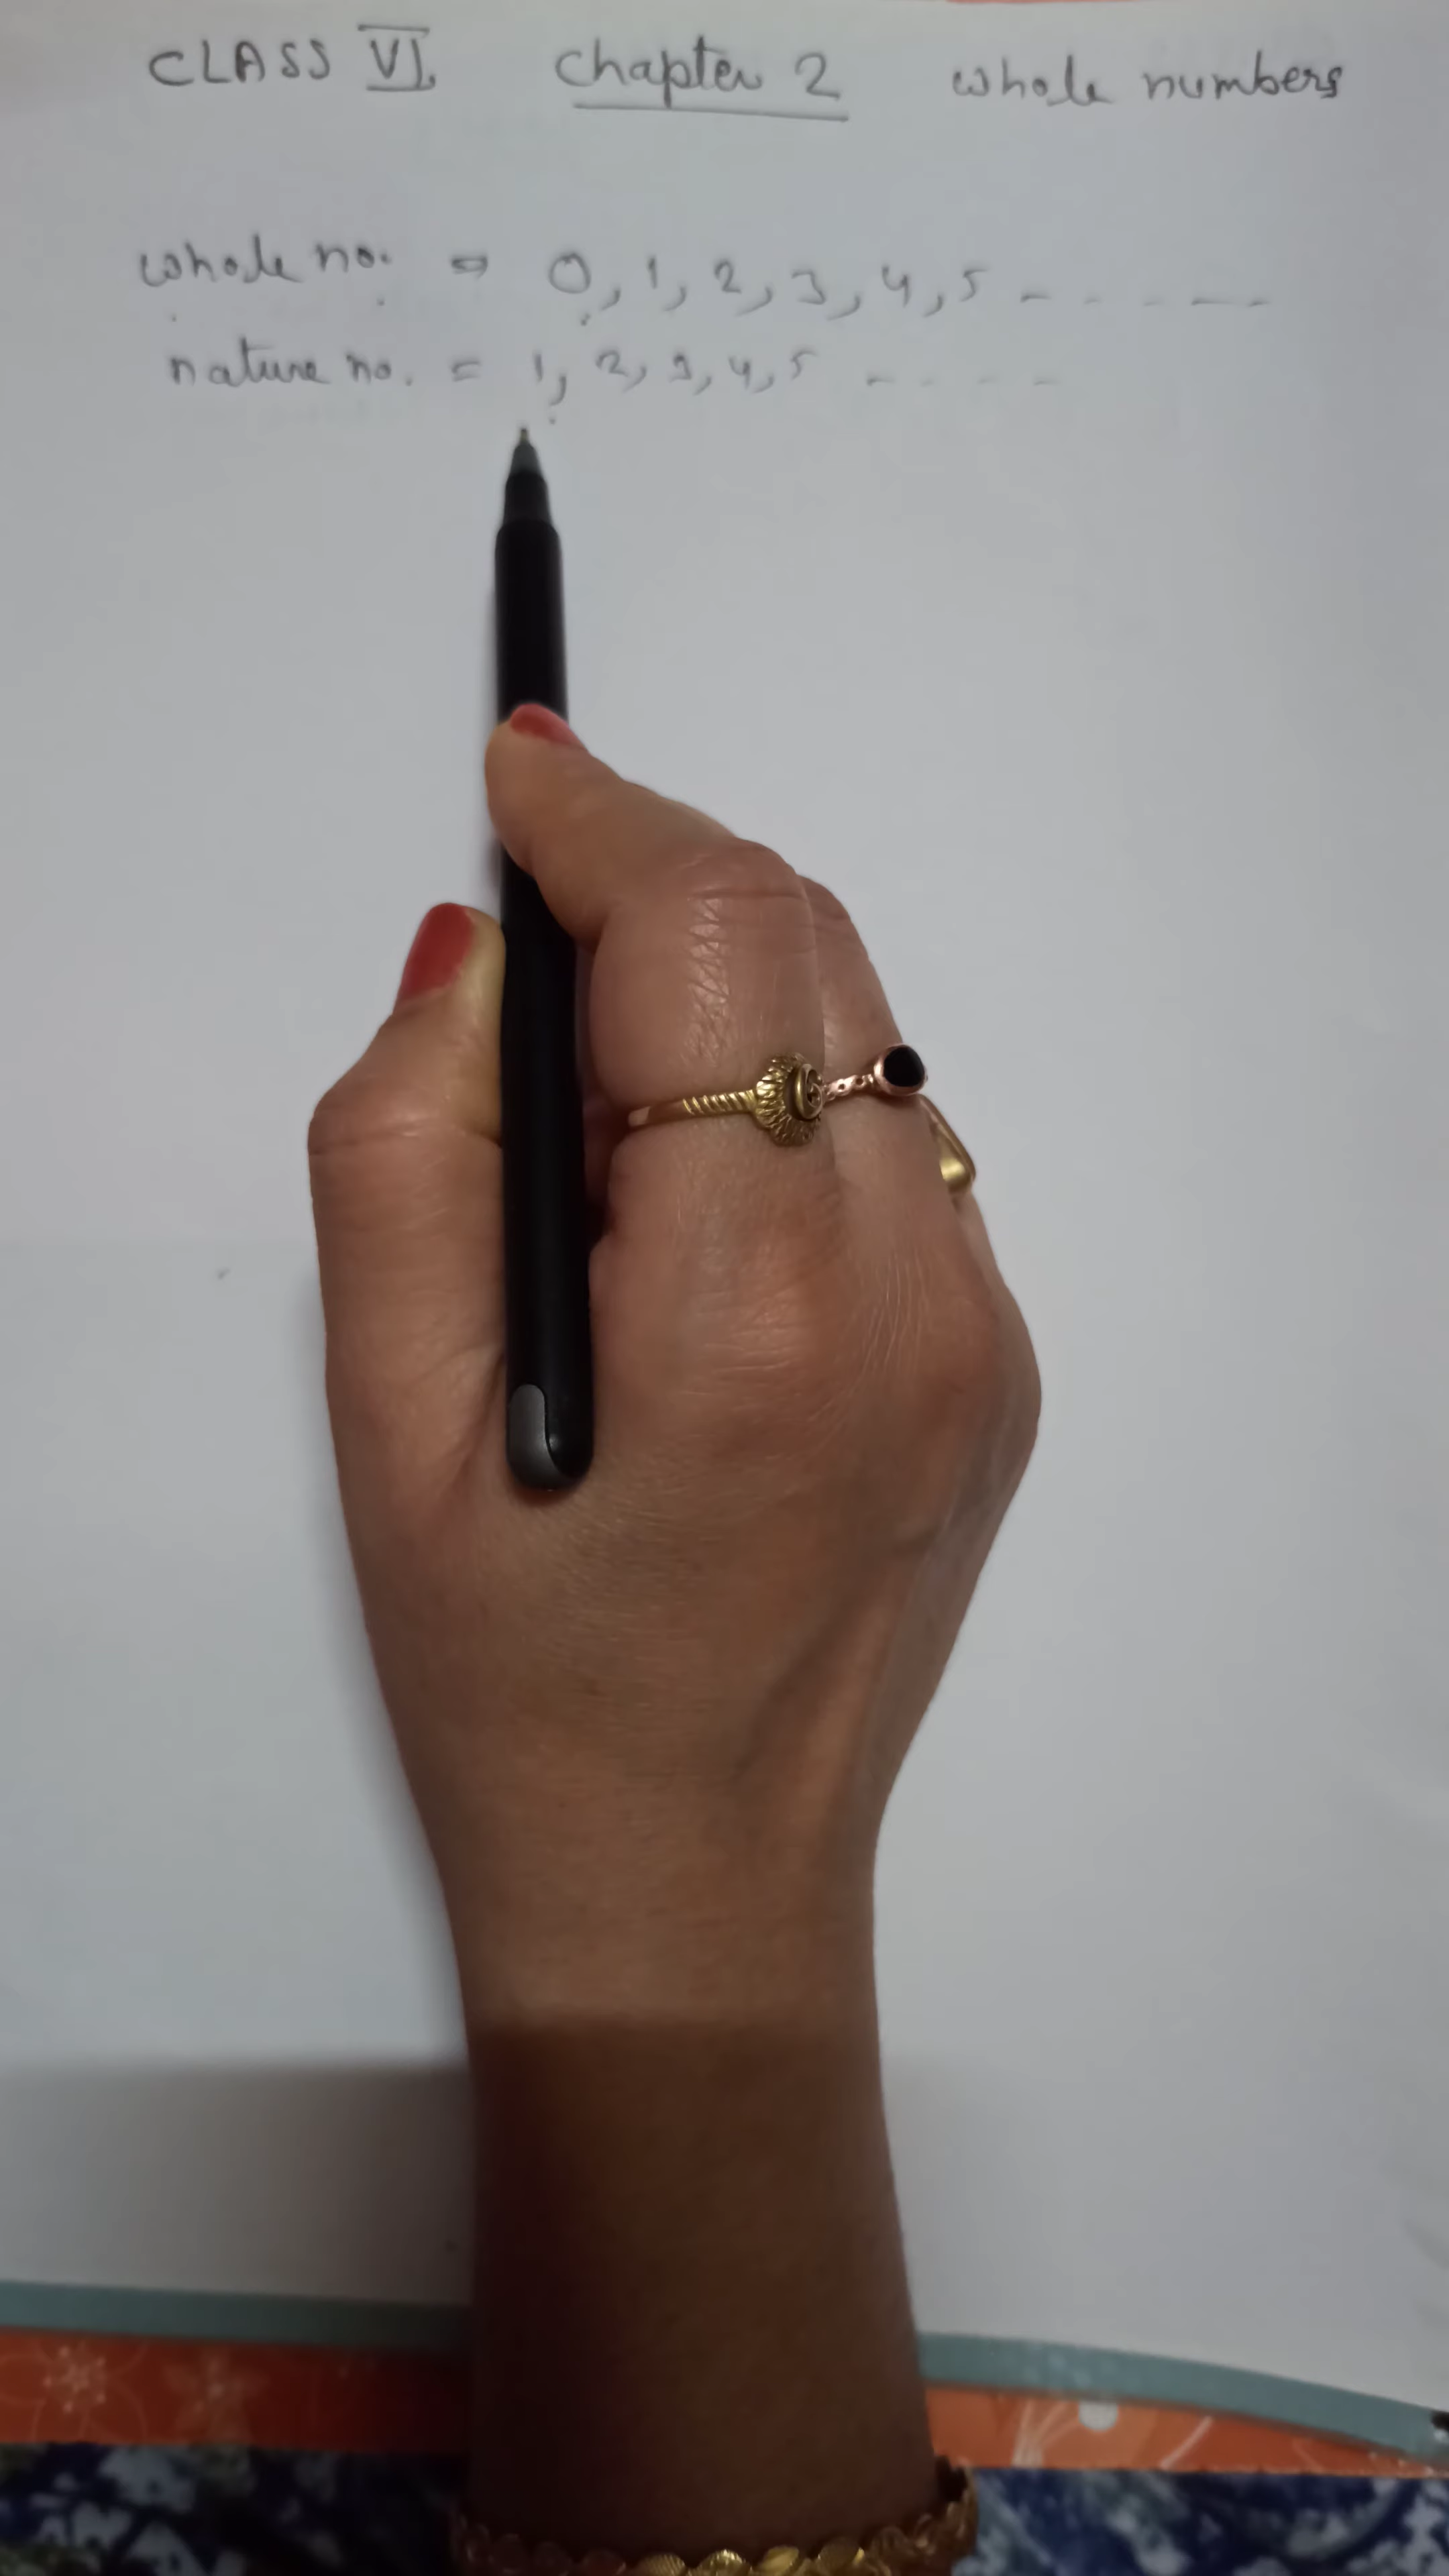 CLASS VI chapter 2 whole numbers
whole no. = 0, 1, 2, 3, 4, 5 - - - - -
nature no. = 1, 2, 3, 4, 5 - - - -